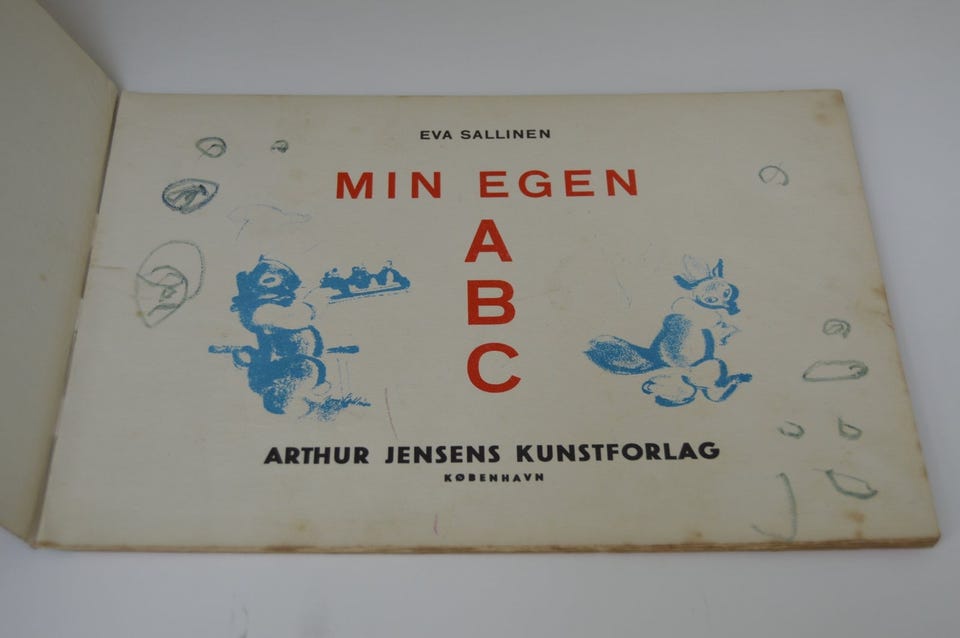 EVA SALLINEN
MIN EGEN
A
B
C
ARTHUR JENSENS KUNSTFORLAG
KØBENHAVN